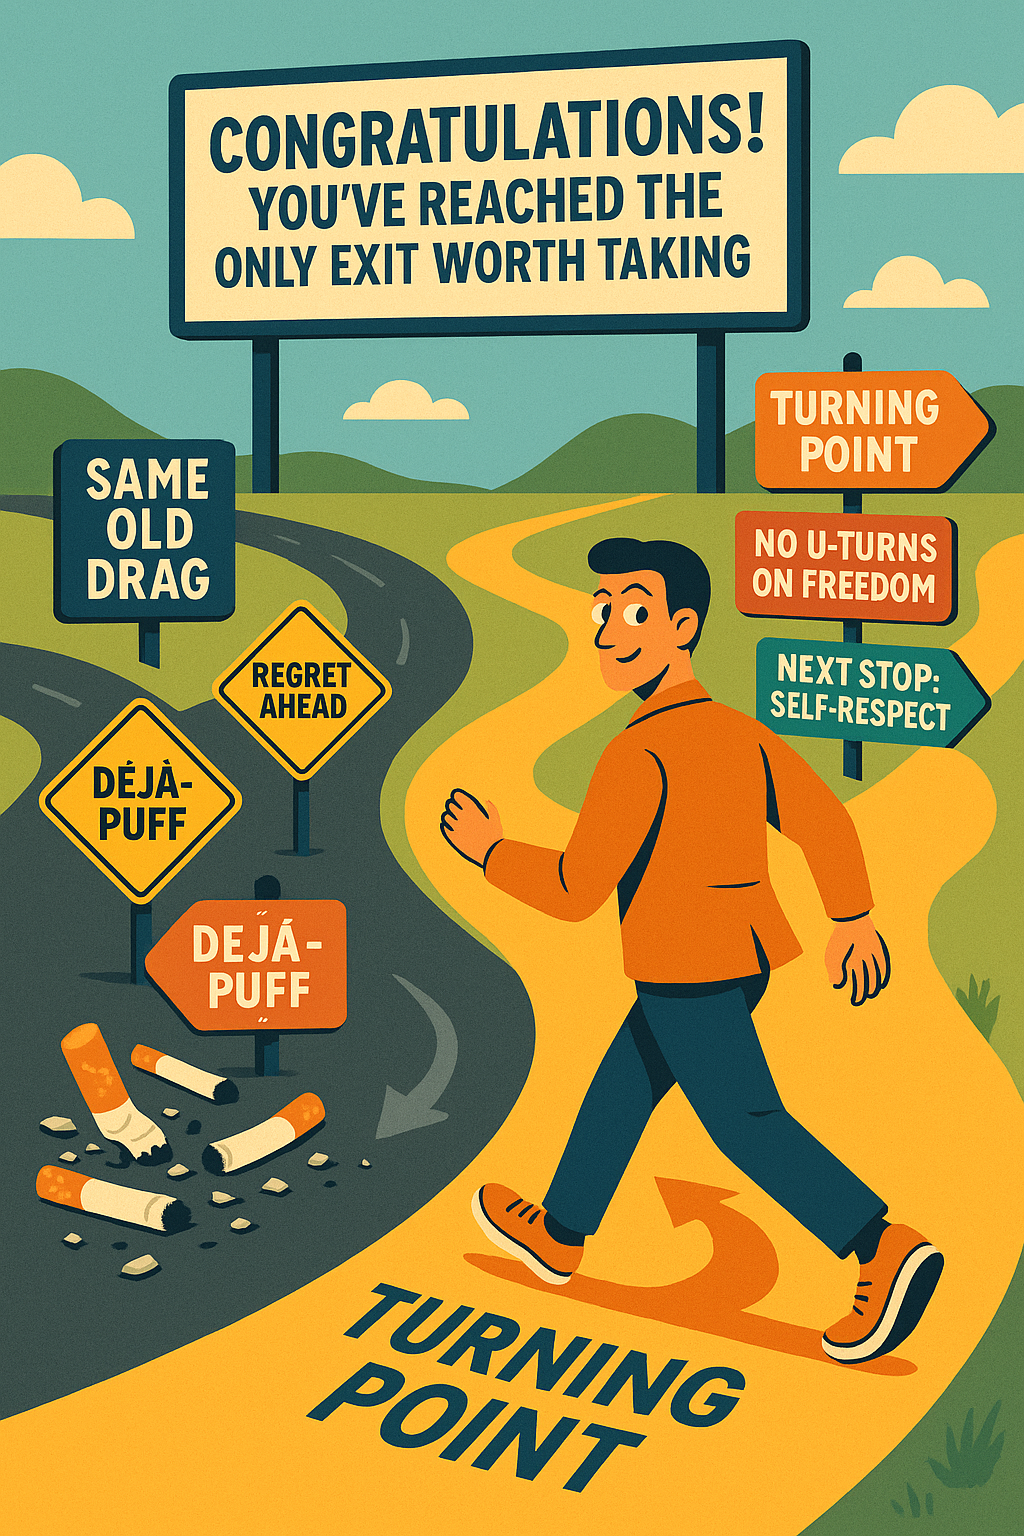 CONGRATULATIONS!
YOU'VE REACHED THE
ONLY EXIT WORTH TAKING
TURNING
POINT
SAME
OLD
DRAG
NO U-TURNS
ON FREEDOM
REGRET
AHEAD
NEXT STOP:
SELF-RESPECT
DÉJÀ-
PUFF
DEJÁ-
PUFF
TURNING
POINT